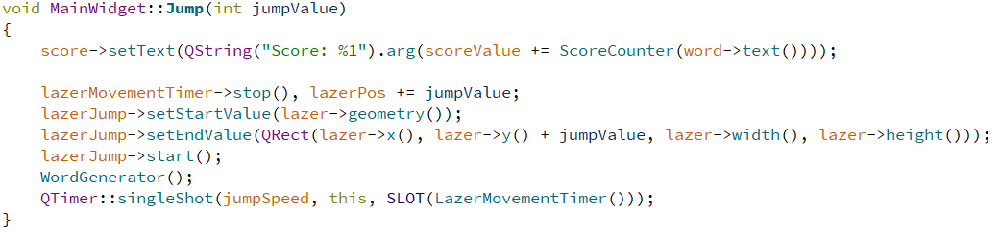 void MainWidget::Jump(int jumpValue)
{
    score->setText(QString("Score: %1").arg(scoreValue += ScoreCounter(word->text())));

    lazerMovementTimer->stop(), lazerPos += jumpValue;
    lazerJump->setStartValue(lazer->geometry());
    lazerJump->setEndValue(QRect(lazer->x(), lazer->y() + jumpValue, lazer->width(), lazer->height()));
    lazerJump->start();
    WordGenerator();
    QTimer::singleShot(jumpSpeed, this, SLOT(LazerMovementTimer()));
}